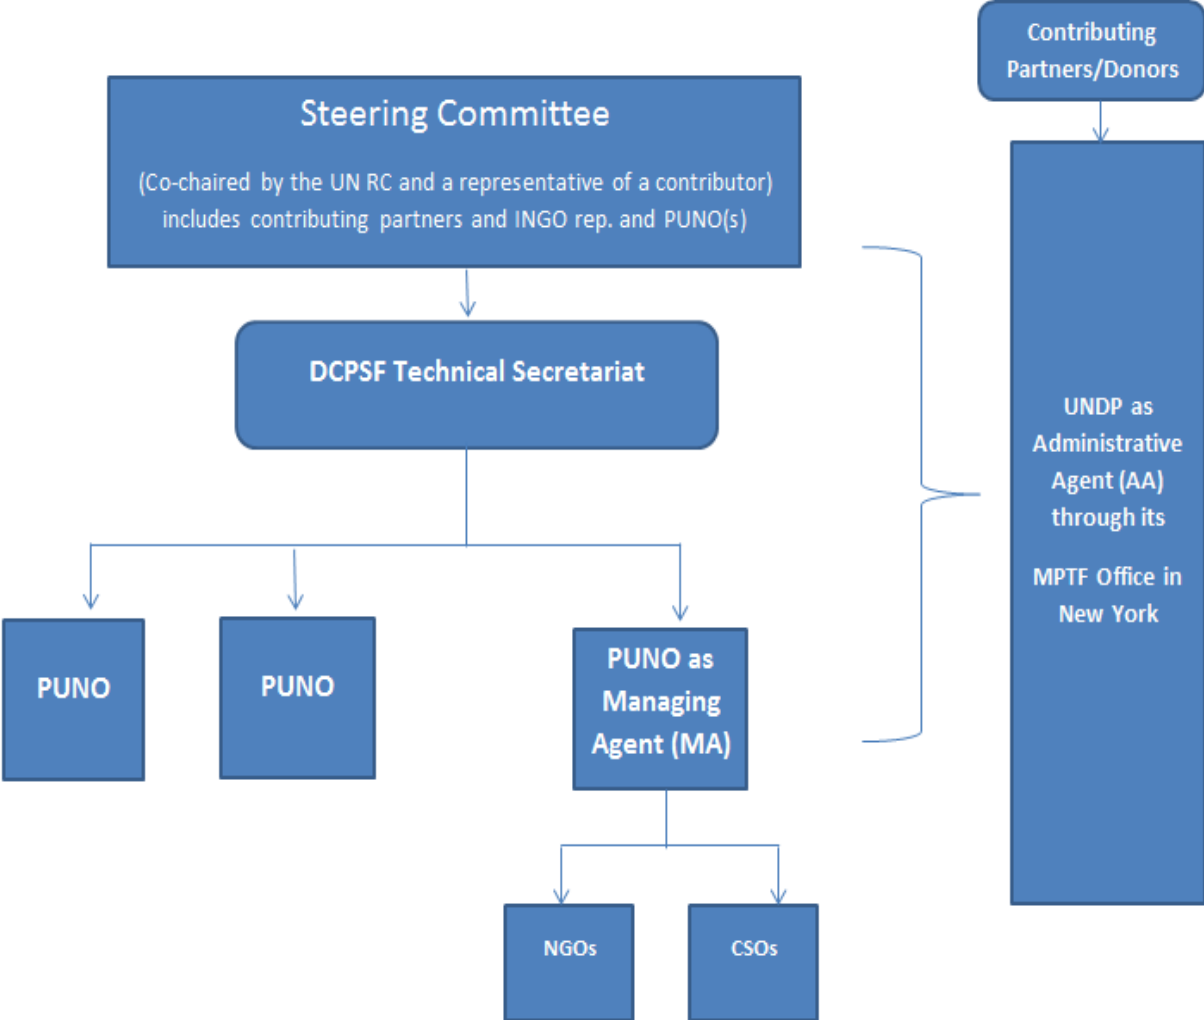 Contributing
Partners/Donors
Steering Committee
(Co-chaired by the UN RC and a representative of a contributor)
includes contributing partners and INGO rep. and PUNO(s)
DCPSF Technical Secretariat
UNDP as
Administrative
Agent (AA)
through its
MPTF Office in
New York
PUNO
PUNO
PUNO as
Managing
Agent (MA)
NGOs
CSOs